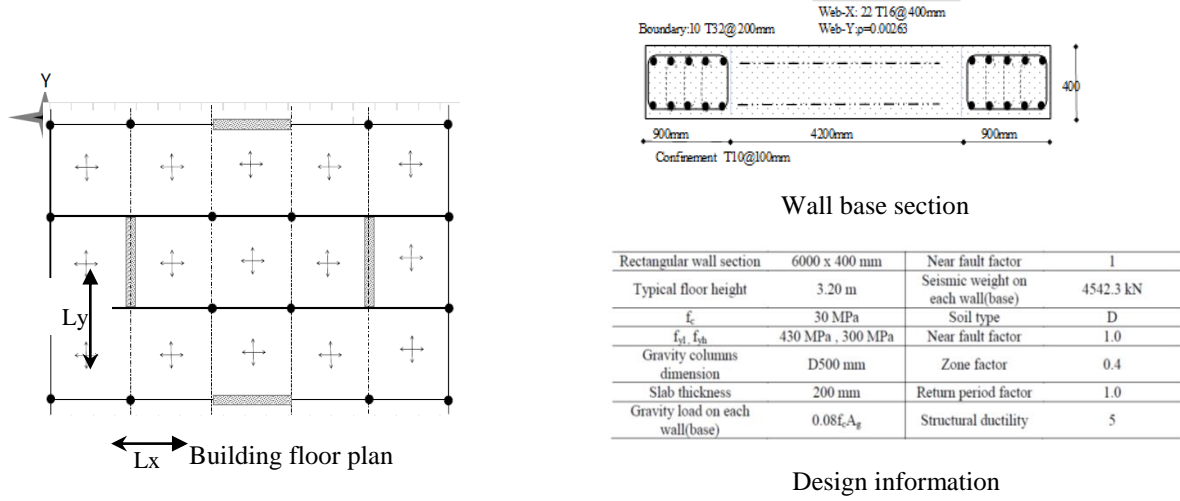 Y
Ly
Lx
Building floor plan
Web-X: 22 T16@400mm
Boundary:10 T32@200mm
Web-Y:ρ=0.00263
400
900mm
4200mm
900mm
Confinement T10@100mm
Wall base section
Rectangular wall section 6000 x 400 mm Near fault factor 1
Typical floor height 3.20 m Seismic weight on each wall(base) 4542.3 kN
fc 30 MPa Soil type D
fyl, fyh 430 MPa , 300 MPa Near fault factor 1.0
Gravity columns dimension D500 mm Zone factor 0.4
Slab thickness 200 mm Return period factor 1.0
Gravity load on each wall(base) 0.08fcAg Structural ductility 5
Design information